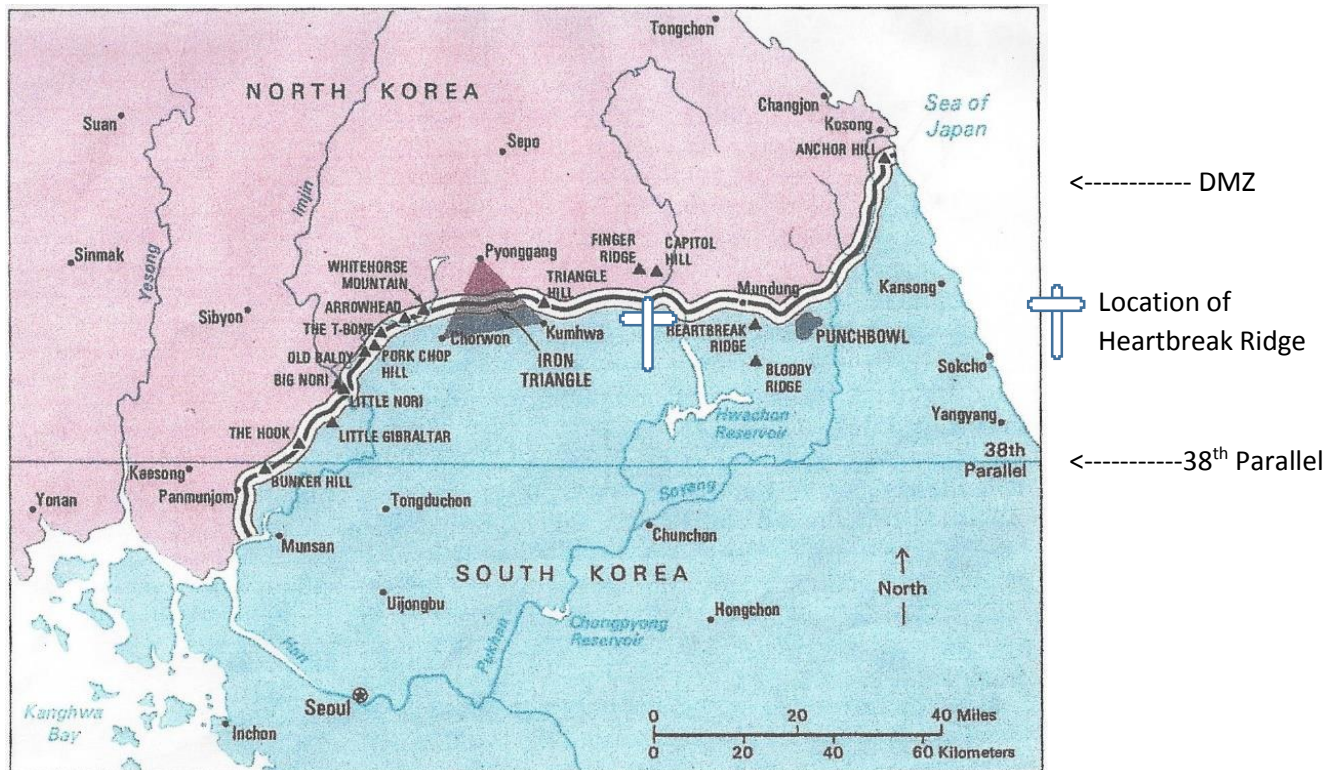 Tongchon
NORTH KOREA
Changjon
Sea of
Japan
Suan
Kosong
Sepo
ANCHOR HILL
<------------ DMZ
Imjin
Yesong
Sinmak
Pyonggang
FINGER
RIDGE
CAPITOL
HILL
WHITEHORSE
MOUNTAIN
TRIANGLE
HILL
Mundung
Kansong
ARROWHEAD
Sibyon
THE T-BONE
Chorwon
Kumhwa
HEARTBREAK
RIDGE
PUNCHBOWL
Location of
Heartbreak Ridge
OLD BALDY
PORK CHOP
HILL
IRON
TRIANGLE
BLODDY
RIDGE
Sokcho
BIG NORI
LITTLE NORI
Hwachon
Reservoir
Yangyang
THE HOOK
LITTLE GIBRALTAR
38th
Parallel
<-----------38th Parallel
Kaesong
BUNKER HILL
Panmunjom
Yonan
Tongduchon
Soyang
Chunchon
Munsan
SOUTH KOREA
North
Uijongbu
Hongchon
Chongpyong
Reservoir
Han
Pukhan
Seoul
Kanghwa
Bay
Inchon
0 20 40 Miles
0 20 40 60 Kilometers